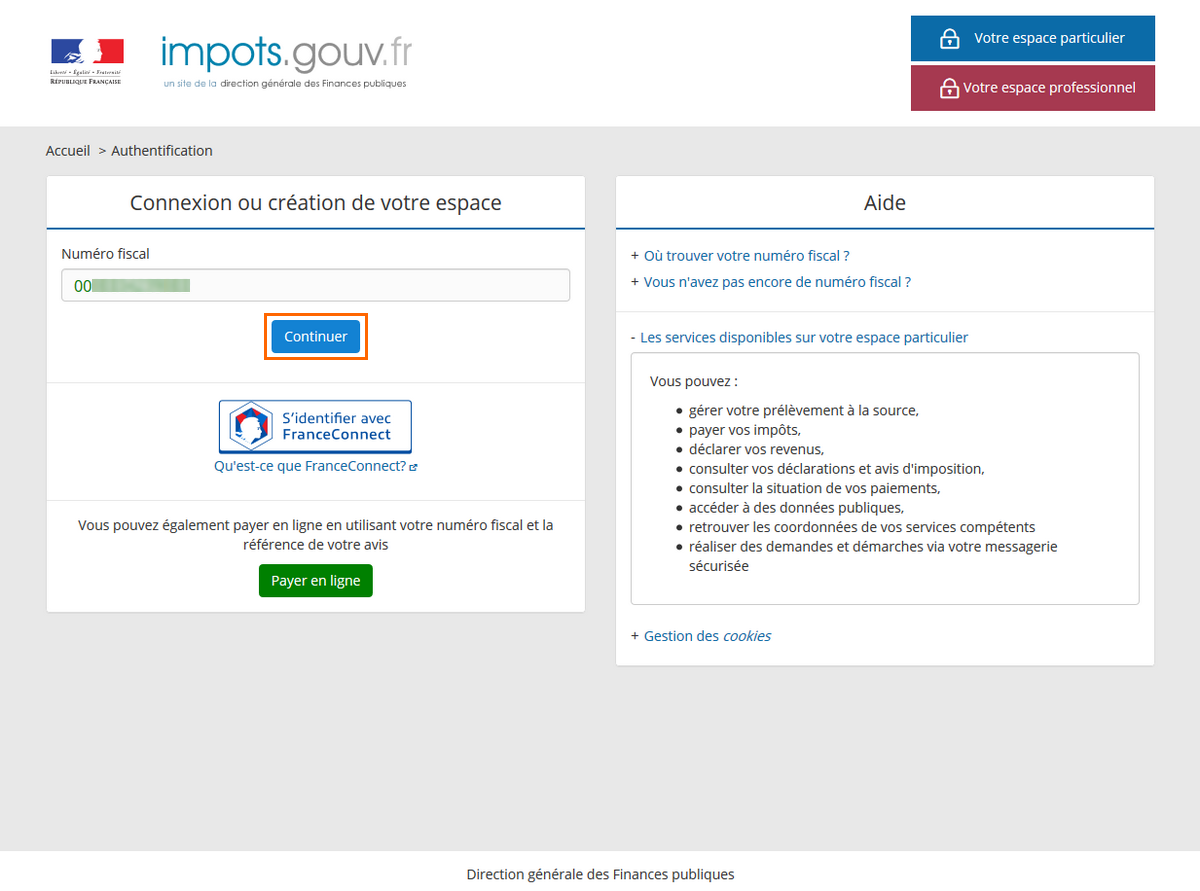 Liberté • Égalité • Fraternité
RÉPUBLIQUE FRANÇAISE
impots.gouv.fr
un site de la direction générale des Finances publiques
Votre espace particulier
Votre espace professionnel
Accueil > Authentification
Connexion ou création de votre espace
Numéro fiscal
00
Continuer
S'identifier avec
FranceConnect
Qu'est-ce que FranceConnect?
Vous pouvez également payer en ligne en utilisant votre numéro fiscal et la
référence de votre avis
Payer en ligne
Aide
+ Où trouver votre numéro fiscal ?
+ Vous n'avez pas encore de numéro fiscal ?
- Les services disponibles sur votre espace particulier
Vous pouvez :
• gérer votre prélèvement à la source,
• payer vos impôts,
• déclarer vos revenus,
• consulter vos déclarations et avis d'imposition,
• consulter la situation de vos paiements,
• accéder à des données publiques,
• retrouver les coordonnées de vos services compétents
• réaliser des demandes et démarches via votre messagerie
sécurisée
+ Gestion des cookies
Direction générale des Finances publiques